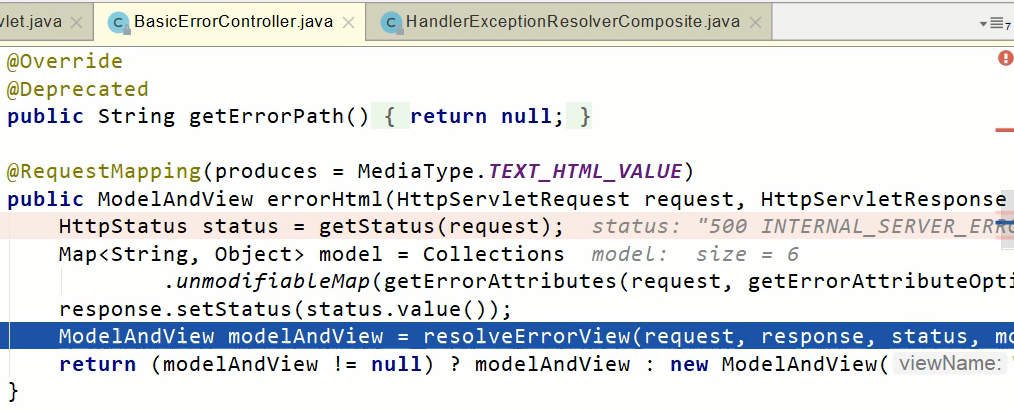 vlet.java BasicErrorController.java HandlerExceptionResolverComposite.java 7
@Override
@Deprecated
public String getErrorPath() { return null; }
@RequestMapping(produces = MediaType.TEXT_HTML_VALUE)
public ModelAndView errorHtml(HttpServletRequest request, HttpServletResponse
HttpStatus status = getStatus(request); status: "500 INTERNAL_SERVER_ERRO
Map<String, Object> model = Collections model: size = 6
.unmodifiableMap(getErrorAttributes(request, getErrorAttributeOpti
response.setStatus(status.value());
ModelAndView modelAndView = resolveErrorView(request, response, status, mo
return (modelAndView != null) ? modelAndView : new ModelAndView( viewName: "
}